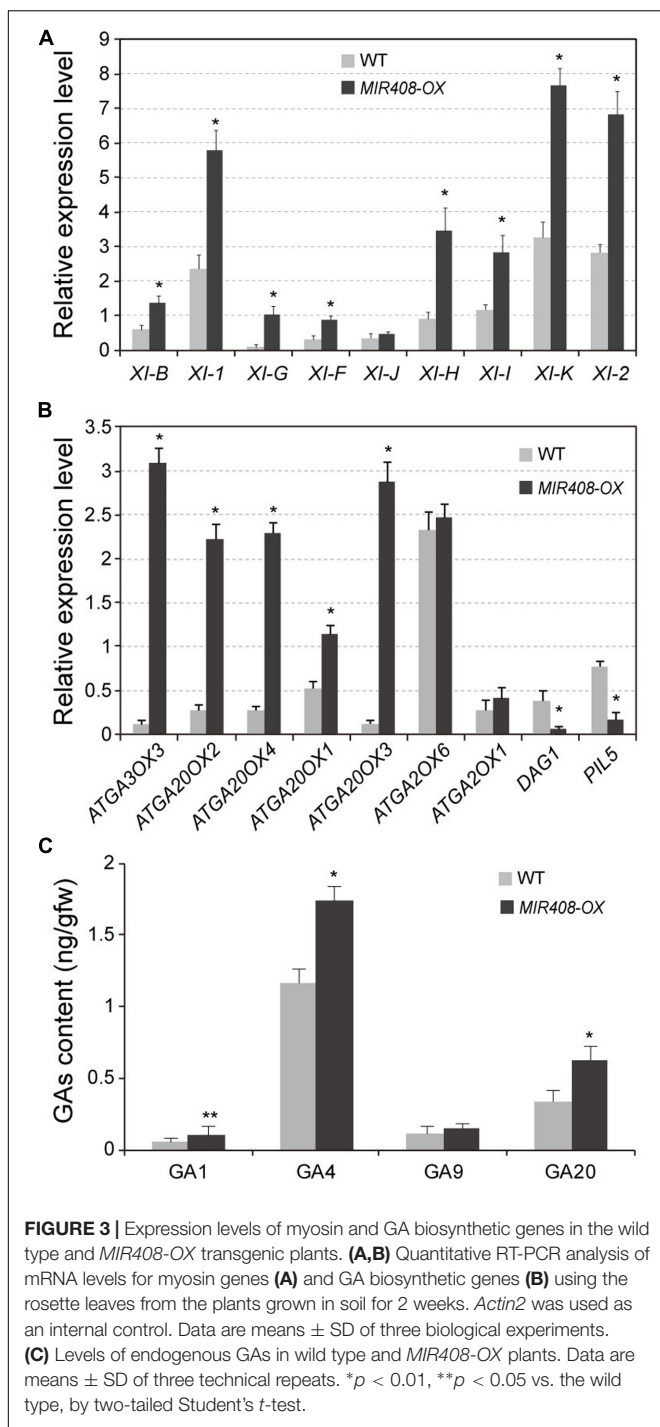 A
WT
MIR408-OX
Relative expression level
9
8
7
6
5
4
3
2
1
0
* * * * * * * *
XI-B XI-1 XI-G XI-F XI-J XI-H XI-I XI-K XI-2
B
WT
MIR408-OX
Relative expression level
3.5
3
2.5
2
1.5
1
0.5
0
* * * * * * *
ATGA3OX3 ATGA20OX2 ATGA20OX4 ATGA20OX1 ATGA20OX3 ATGA2OX6 ATGA2OX1 DAG1 PIL5
C
WT
MIR408-OX
GAs content (ng/gfw)
2
1.5
1
0.5
0
** * *
GA1 GA4 GA9 GA20
FIGURE 3 | Expression levels of myosin and GA biosynthetic genes in the wild
type and MIR408-OX transgenic plants. (A,B) Quantitative RT-PCR analysis of
mRNA levels for myosin genes (A) and GA biosynthetic genes (B) using the
rosette leaves from the plants grown in soil for 2 weeks. Actin2 was used as
an internal control. Data are means ± SD of three biological experiments.
(C) Levels of endogenous GAs in wild type and MIR408-OX plants. Data are
means ± SD of three technical repeats. *p < 0.01, **p < 0.05 vs. the wild
type, by two-tailed Student's t-test.